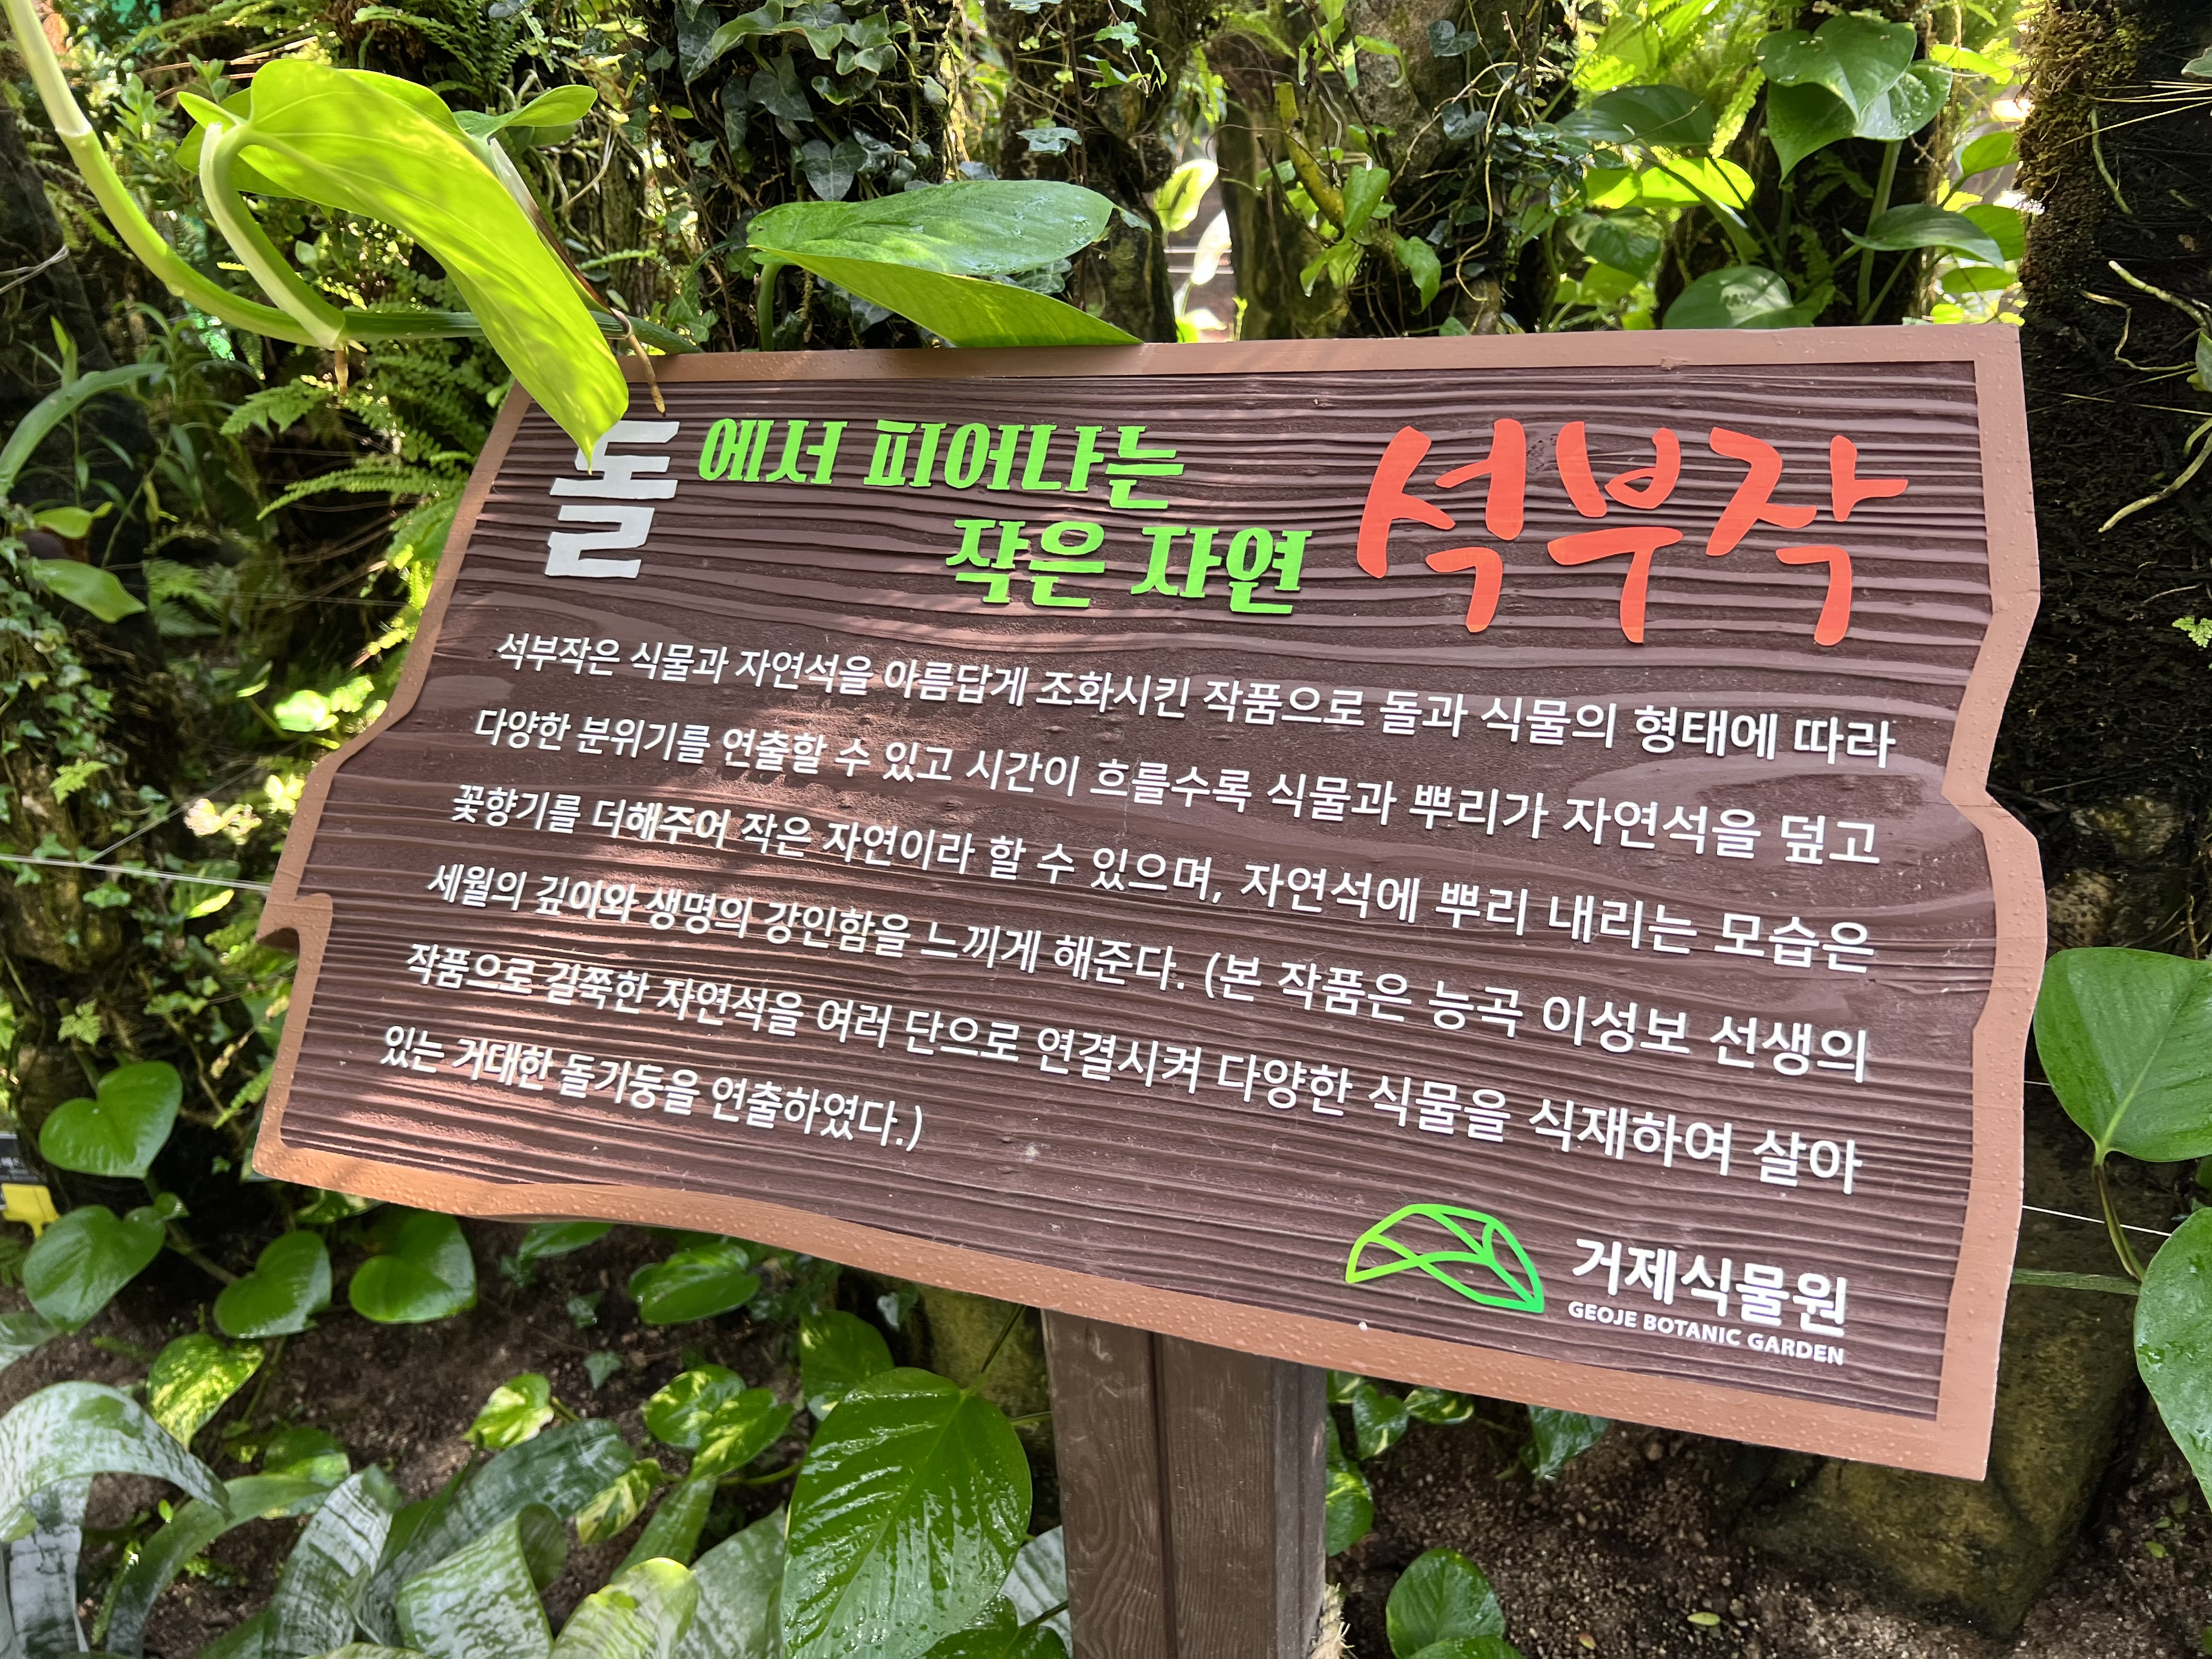 돌에서 피어나는
작은 자연 석부작
석부작은 식물과 자연석을 아름답게 조화시킨 작품으로 돌과 식물의 형태에 따라
다양한 분위기를 연출할 수 있고 시간이 흐를수록 식물과 뿌리가 자연석을 덮고
꽃향기를 더해주어 작은 자연이라 할 수 있으며, 자연석에 뿌리 내리는 모습은
세월의 깊이와 생명의 강인함을 느끼게 해준다. (본 작품은 능곡 이성보 선생의
작품으로 길쭉한 자연석을 여러 단으로 연결시켜 다양한 식물을 식재하여 살아
있는 거대한 돌기둥을 연출하였다.)
거제식물원
GEOJE BOTANIC GARDEN